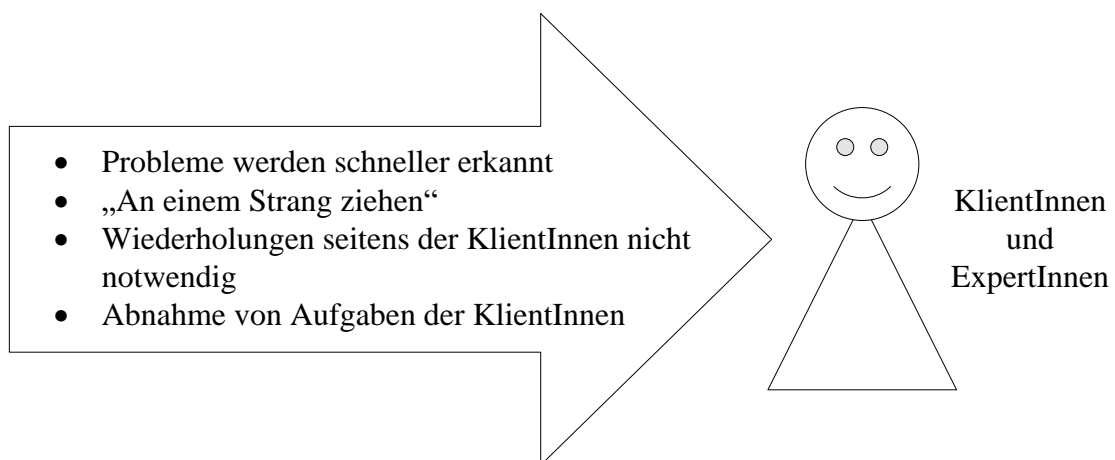 • Probleme werden schneller erkannt
• „An einem Strang ziehen“
• Wiederholungen seitens der KlientInnen nicht
notwendig
• Abnahme von Aufgaben der KlientInnen
KlientInnen
und
ExpertInnen